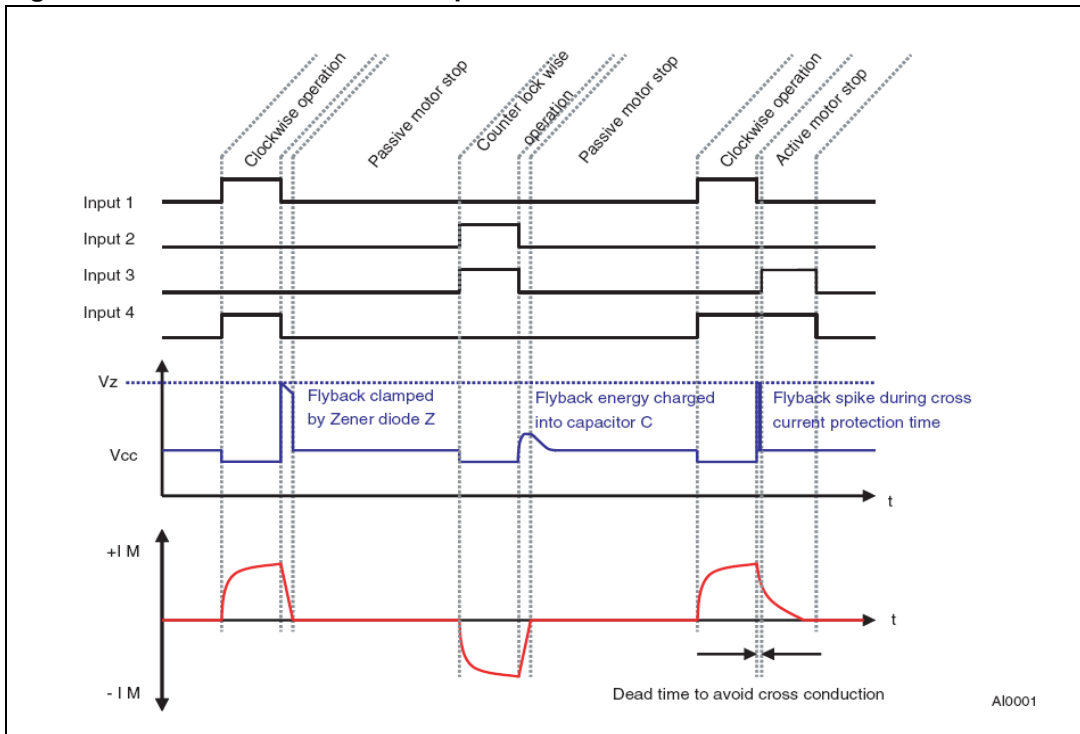 Clockwise operation
Passive motor stop
Counter lock wise
operation
Passive motor stop
Clockwise operation
Active motor stop
Input 1
Input 2
Input 3
Input 4
Vz
Flyback clamped
by Zener diode Z
Flyback energy charged
into capacitor C
Flyback spike during cross
current protection time
Vcc
t
+I M
t
- I M
Dead time to avoid cross conduction
AI0001